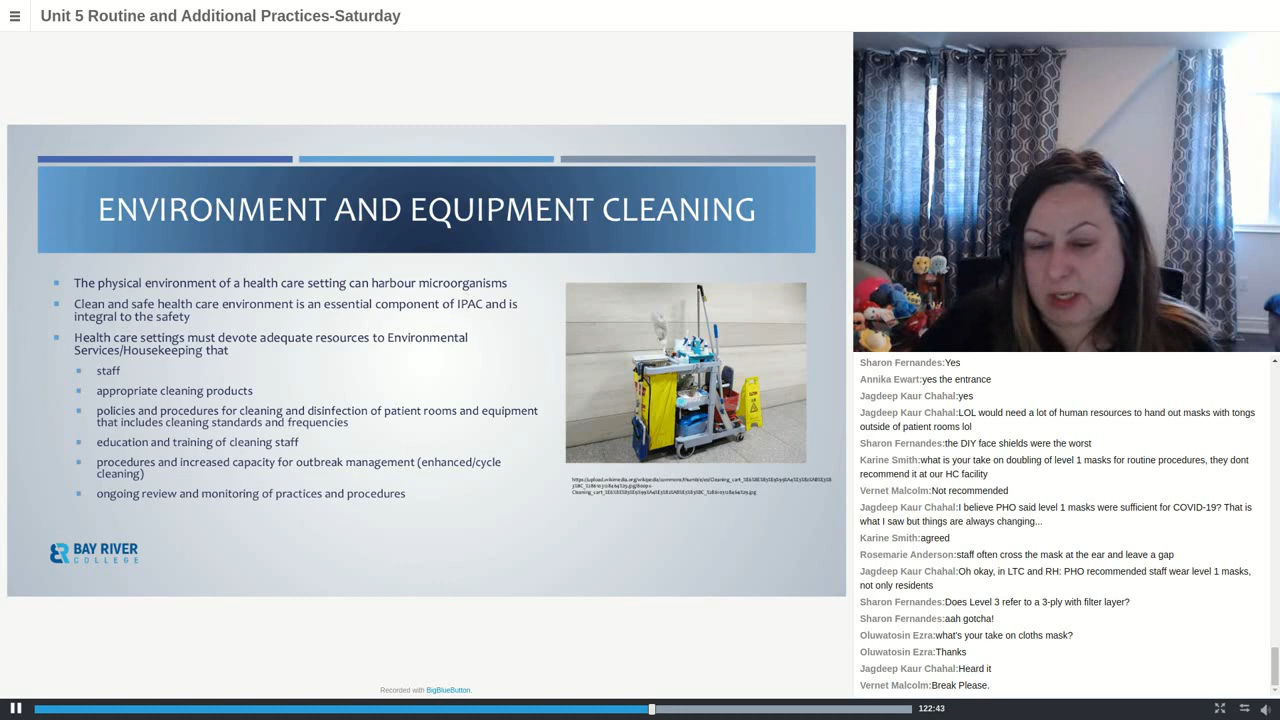 Unit 5 Routine and Additional Practices-Saturday
ENVIRONMENT AND EQUIPMENT CLEANING
The physical environment of a health care setting can harbour microorganisms
Clean and safe health care environment is an essential component of IPAC and is
integral to the safety
Health care settings must devote adequate resources to Environmental
Services/Housekeeping that
staff
appropriate cleaning products
policies and procedures for cleaning and disinfection of patient rooms and equipment
that includes cleaning standards and frequencies
education and training of cleaning staff
procedures and increased capacity for outbreak management (enhanced/cycle
cleaning)
ongoing review and monitoring of practices and procedures
BAY RIVER
COLLEGE
Recorded with BigBlueButton.
Sharon Fernandes:Yes
Annika Ewart:yes the entrance
Jagdeep Kaur Chahal:yes
Jagdeep Kaur Chahal:LOL would need a lot of human resources to hand out masks with tongs
outside of patient rooms lol
Sharon Fernandes:the DIY face shields were the worst
Karine Smith:what is your take on doubling of level 1 masks for routine procedures, they dont
recommend it at our HC facility
Vernet Malcolm:Not recommended
Jagdeep Kaur Chahal:I believe PHO said level 1 masks were sufficient for COVID-19? That is
what I saw but things are always changing...
Karine Smith:agreed
Rosemarie Anderson:staff often cross the mask at the ear and leave a gap
Jagdeep Kaur Chahal:Oh okay, in LTC and RH: PHO recommended staff wear level 1 masks,
not only residents
Sharon Fernandes:Does Level 3 refer to a 3-ply with filter layer?
Sharon Fernandes:aah gotcha!
Oluwatosin Ezra:what's your take on cloths mask?
Oluwatosin Ezra:Thanks
Jagdeep Kaur Chahal:Heard it
Vernet Malcolm:Break Please.
122:43